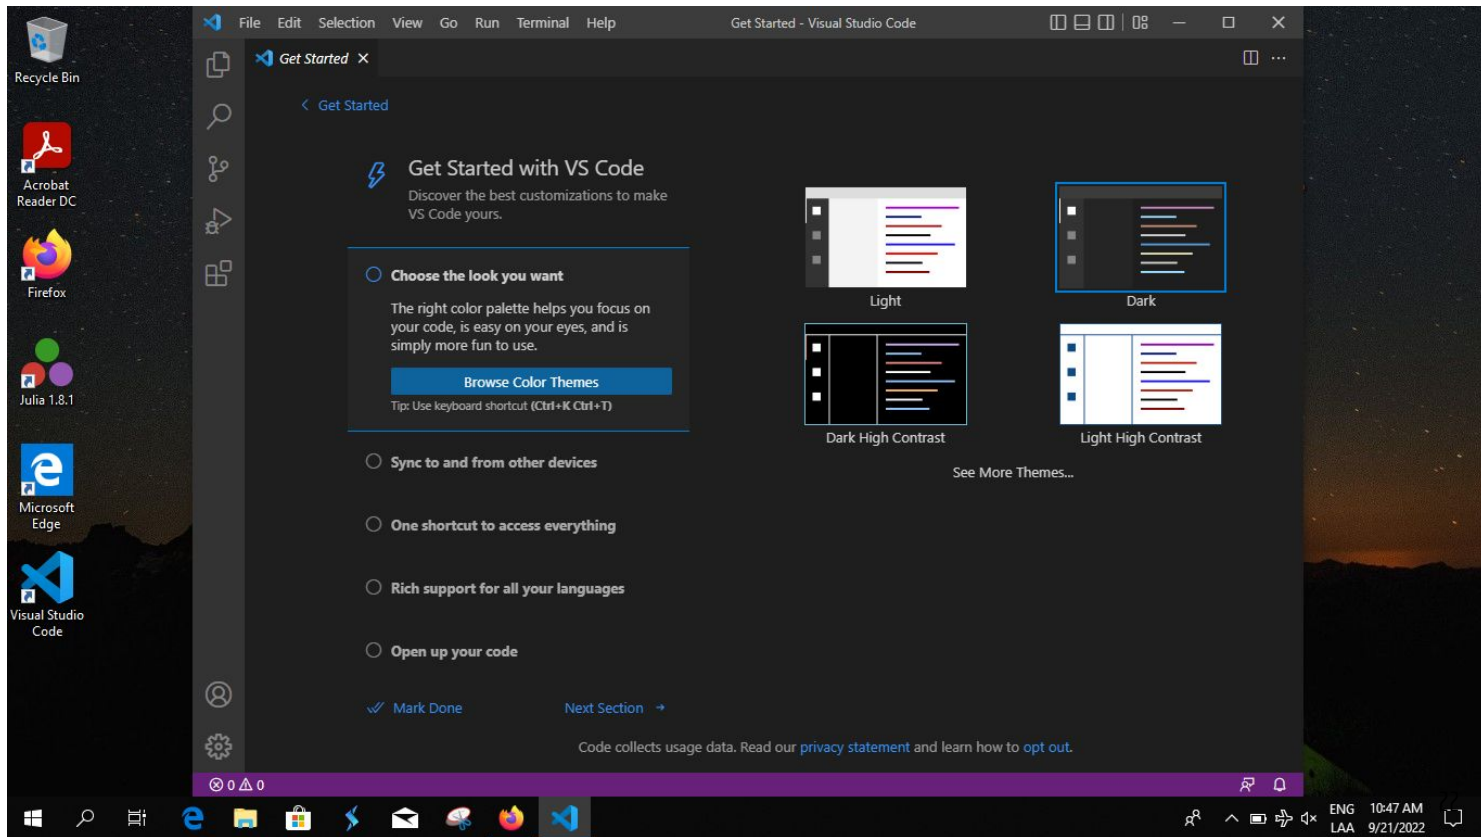 Recycle Bin
Acrobat
Reader DC
Firefox
Julia 1.8.1
Microsoft
Edge
Visual Studio
Code
File Edit Selection View Go Run Terminal Help
Get Started - Visual Studio Code
Get Started
Get Started
Get Started with VS Code
Discover the best customizations to make
VS Code yours.
Choose the look you want
The right color palette helps you focus on
your code, is easy on your eyes, and is
simply more fun to use.
Browse Color Themes
Tip: Use keyboard shortcut (Ctrl+K Ctrl+T)
Sync to and from other devices
One shortcut to access everything
Rich support for all your languages
Open up your code
Mark Done
Next Section
Light
Dark
Dark High Contrast
Light High Contrast
See More Themes...
Code collects usage data. Read our privacy statement and learn how to opt out.
0 0
ENG
LAA
10:47 AM
9/21/2022